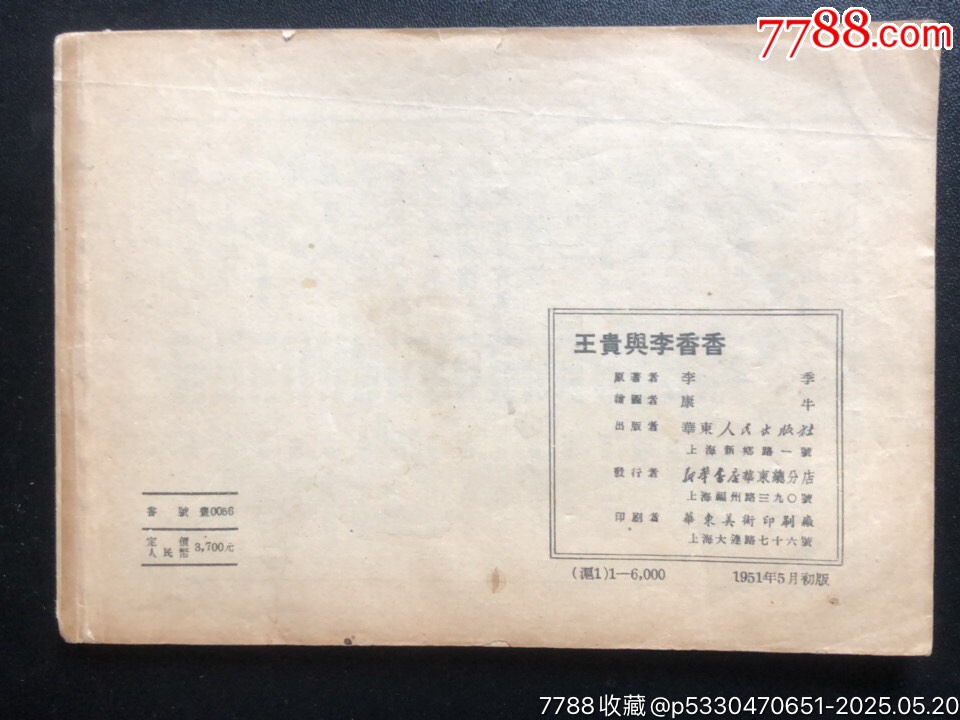 7788.com
王貴與李香香
原著者 李季
繪圖者 康牛
出版者 華東人民出版社
上海新鄉路一號
發行者 新華書店華東總分店
上海福州路三九〇號
印刷者 華東美術印刷廠
上海大連路七十六號
(滬1)1—6,000 1951年5月初版
書號 畫0056
定價
人民幣 3,700元
7788收藏@p5330470651-2025.05.20